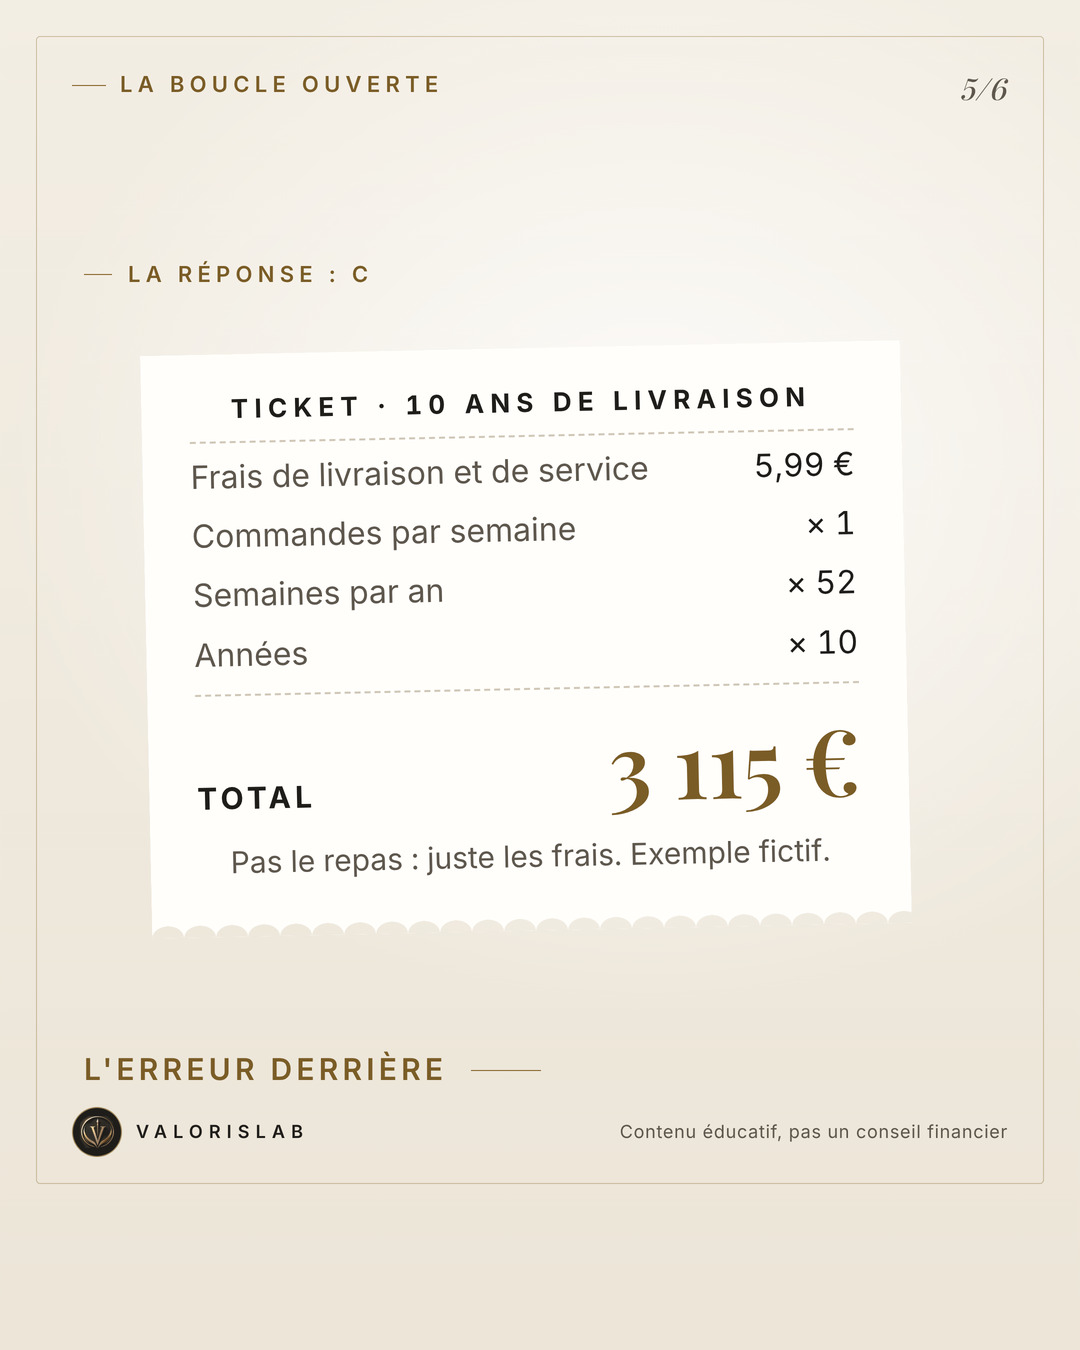 LA BOUCLE OUVERTE
5/6
LA RÉPONSE : C
TICKET · 10 ANS DE LIVRAISON
Frais de livraison et de service 5,99 €
Commandes par semaine × 1
Semaines par an × 52
Années × 10
TOTAL 3 115 €
Pas le repas : juste les frais. Exemple fictif.
L'ERREUR DERRIÈRE
VALORISLAB
Contenu éducatif, pas un conseil financier